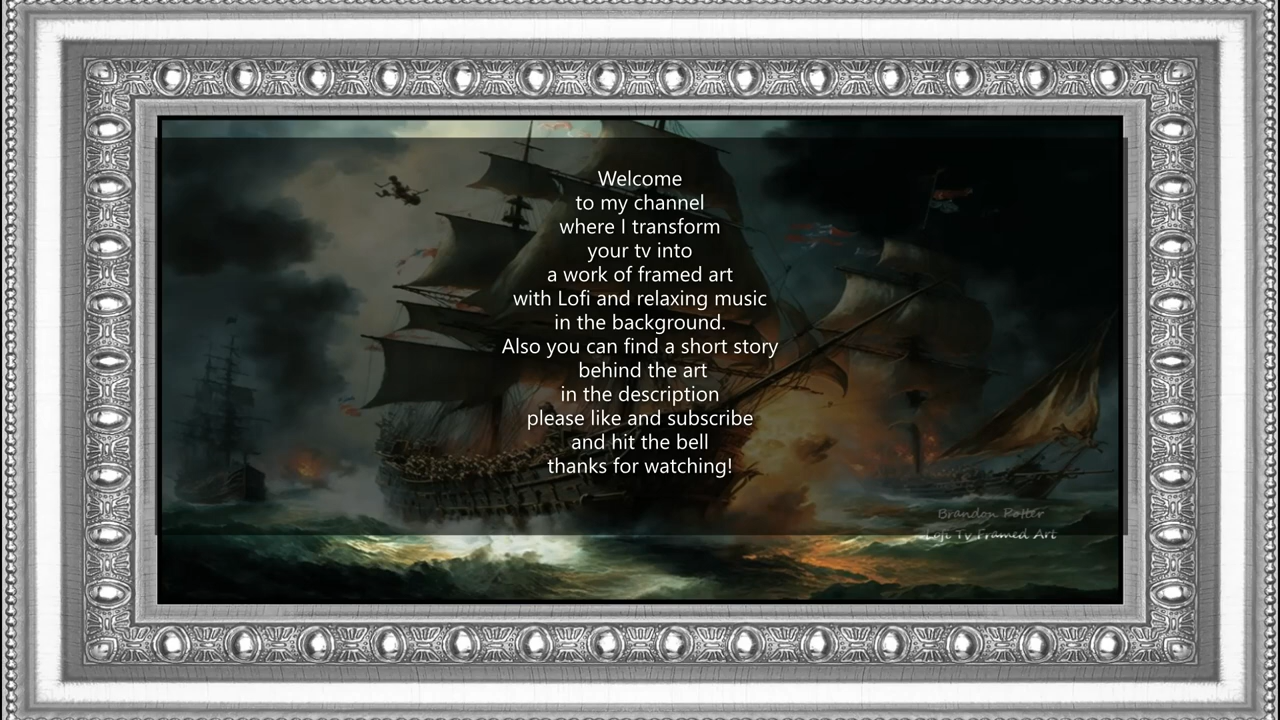 Welcome
to my channel
where I transform
your tv into
a work of framed art
with Lofi and relaxing music
in the background.
Also you can find a short story
behind the art
in the description
please like and subscribe
and hit the bell
thanks for watching!
Brandon Potter
Lofi Tv Framed Art